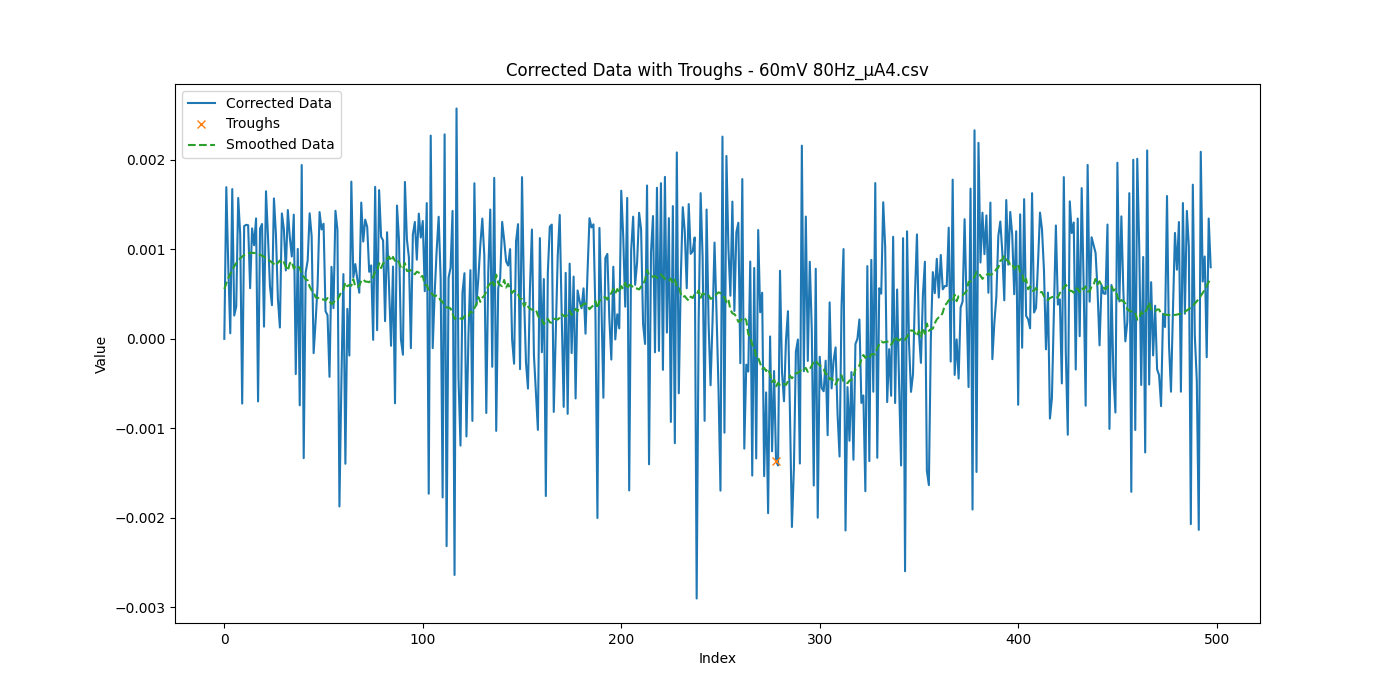 Corrected Data with Troughs - 60mV 80Hz_µA4.csv
Corrected Data
Troughs
Smoothed Data
0.002
0.001
0.000
−0.001
−0.002
−0.003
Value
0 100 200 300 400 500
Index